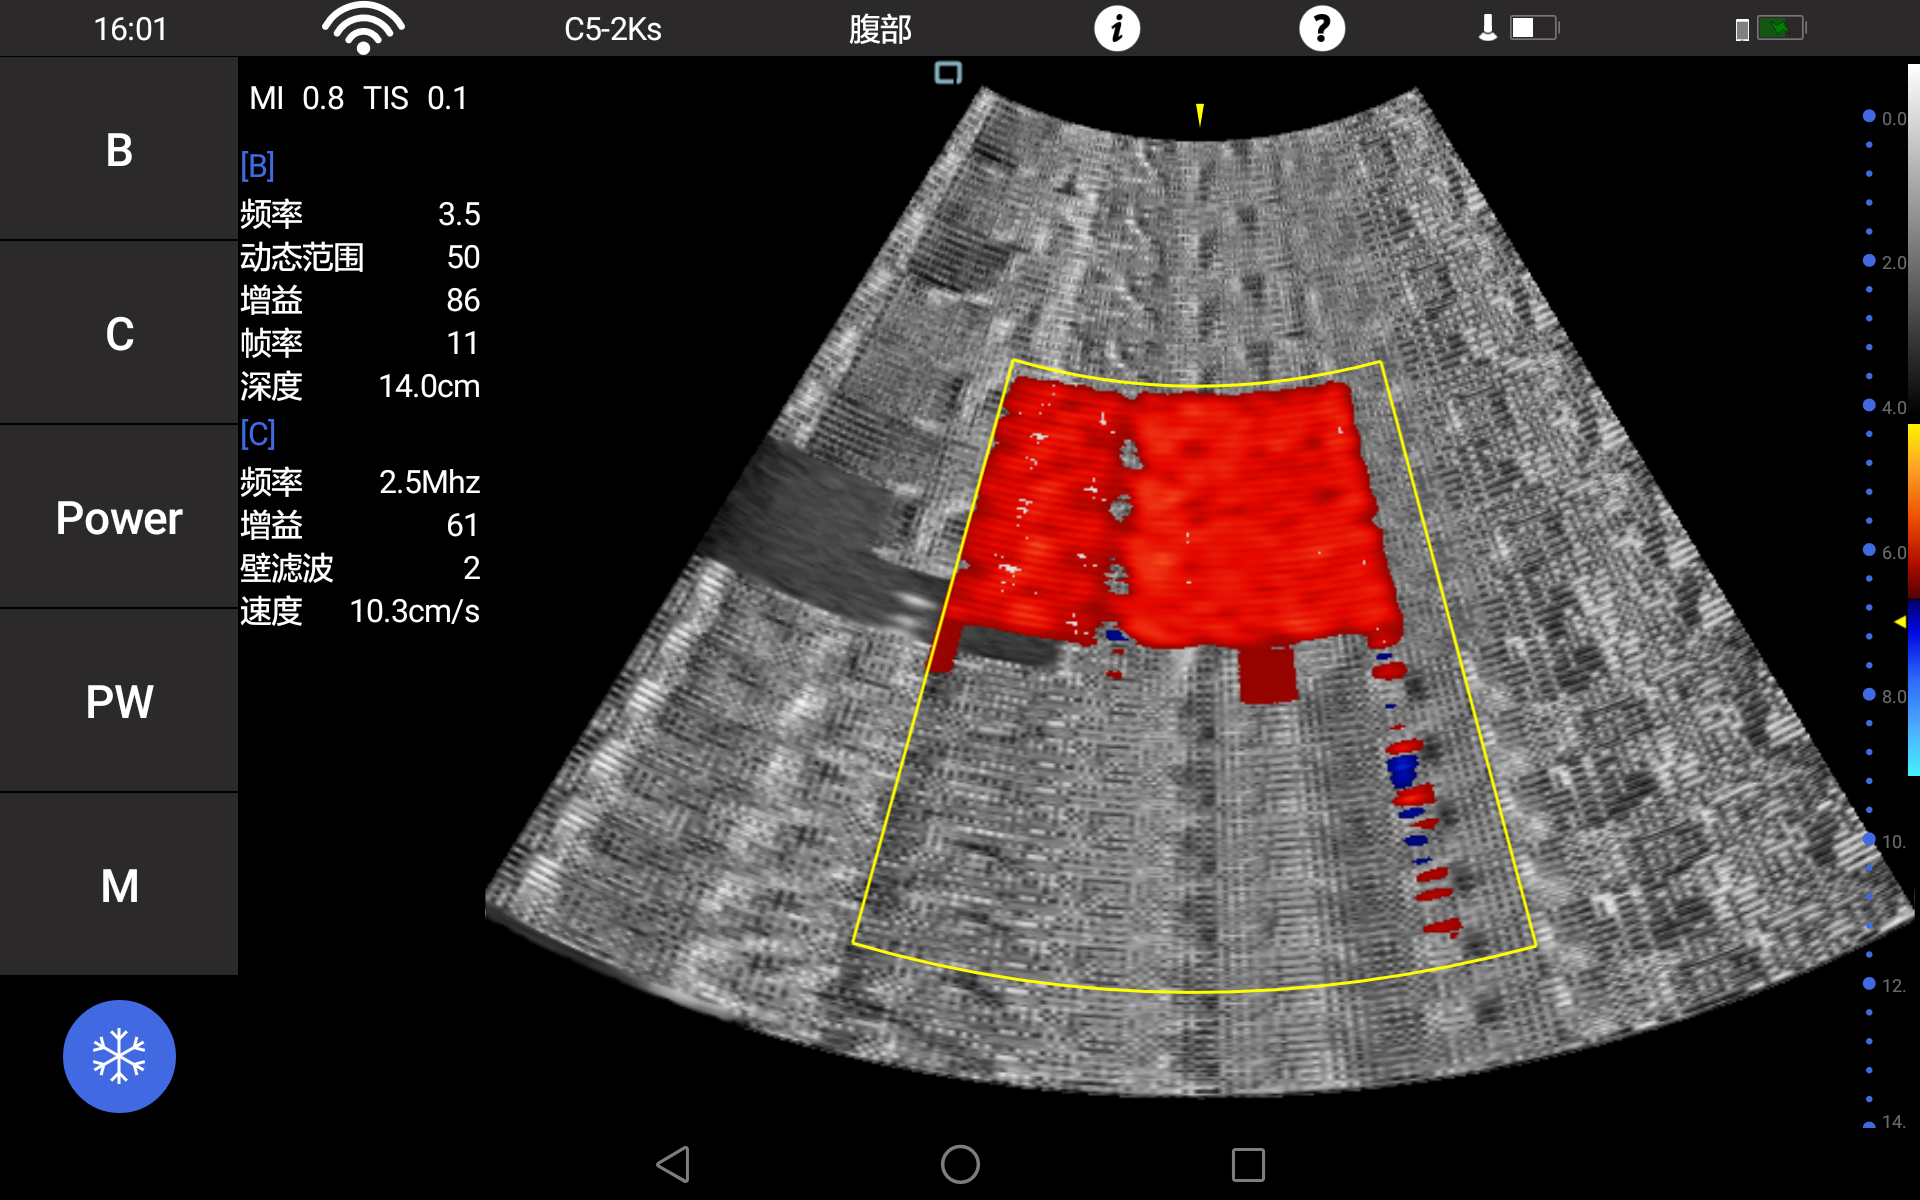 16:01 C5-2Ks 腹部
MI 0.8 TIS 0.1
B
[B]
频率 3.5
动态范围 50
增益 86
帧率 11
深度 14.0cm
C
[C]
频率 2.5Mhz
增益 61
壁滤波 2
速度 10.3cm/s
Power
PW
M
0.0
2.0
4.0
6.0
8.0
10.
12.
14.